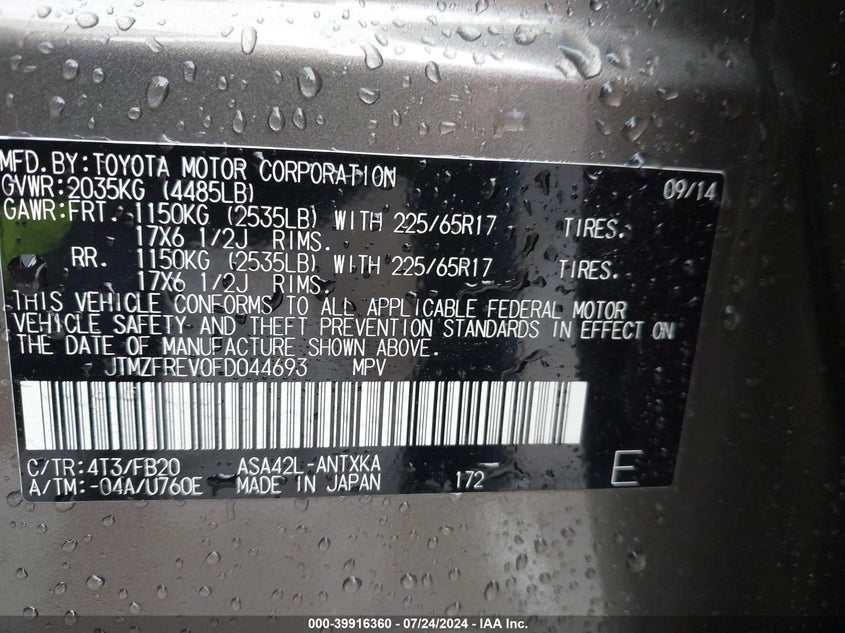 MFD. BY: TOYOTA MOTOR CORPORATION 09/14
GVWR: 2035KG (4485LB)
GAWR: FRT. 1150KG (2535LB) WITH 225/65R17 TIRES.
17X6 1/2J RIMS.
RR. 1150KG (2535LB) WITH 225/65R17 TIRES.
17X6 1/2J RIMS.
THIS VEHICLE CONFORMS TO ALL APPLICABLE FEDERAL MOTOR
VEHICLE SAFETY AND THEFT PREVENTION STANDARDS IN EFFECT ON
THE DATE OF MANUFACTURE SHOWN ABOVE.
JTMZFREV0FD044693 MPV
C/TR: 4T3/FB20 ASA42L-ANTXKA
A/TM: -04A/U760E MADE IN JAPAN 172 E
000-39916360 - 07/24/2024 - IAA Inc.